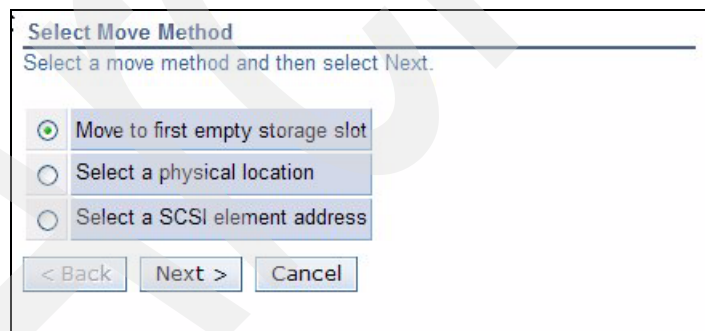 Select Move Method
Select a move method and then select Next.
Move to first empty storage slot
Select a physical location
Select a SCSI element address
< Back Next > Cancel